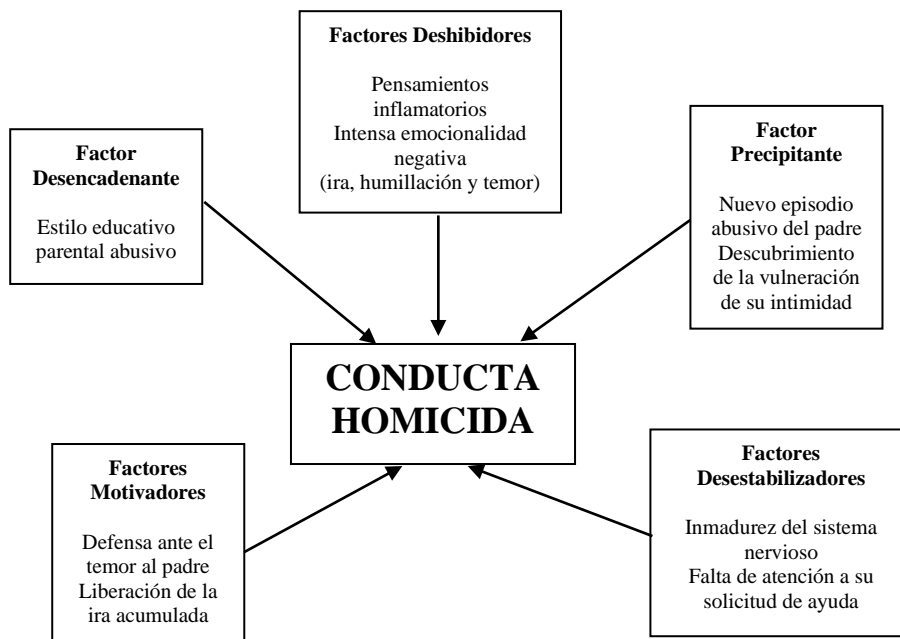 Factores Deshibidores
Pensamientos
inflamatorios
Intensa emocionalidad
negativa
(ira, humillación y temor)
Factor
Desencadenante
Estilo educativo
parental abusivo
Factor
Precipitante
Nuevo episodio
abusivo del padre
Descubrimiento
de la vulneración
de su intimidad
CONDUCTA
HOMICIDA
Factores
Motivadores
Defensa ante el
temor al padre
Liberación de la
ira acumulada
Factores
Desestabilizadores
Inmadurez del sistema
nervioso
Falta de atención a su
solicitud de ayuda